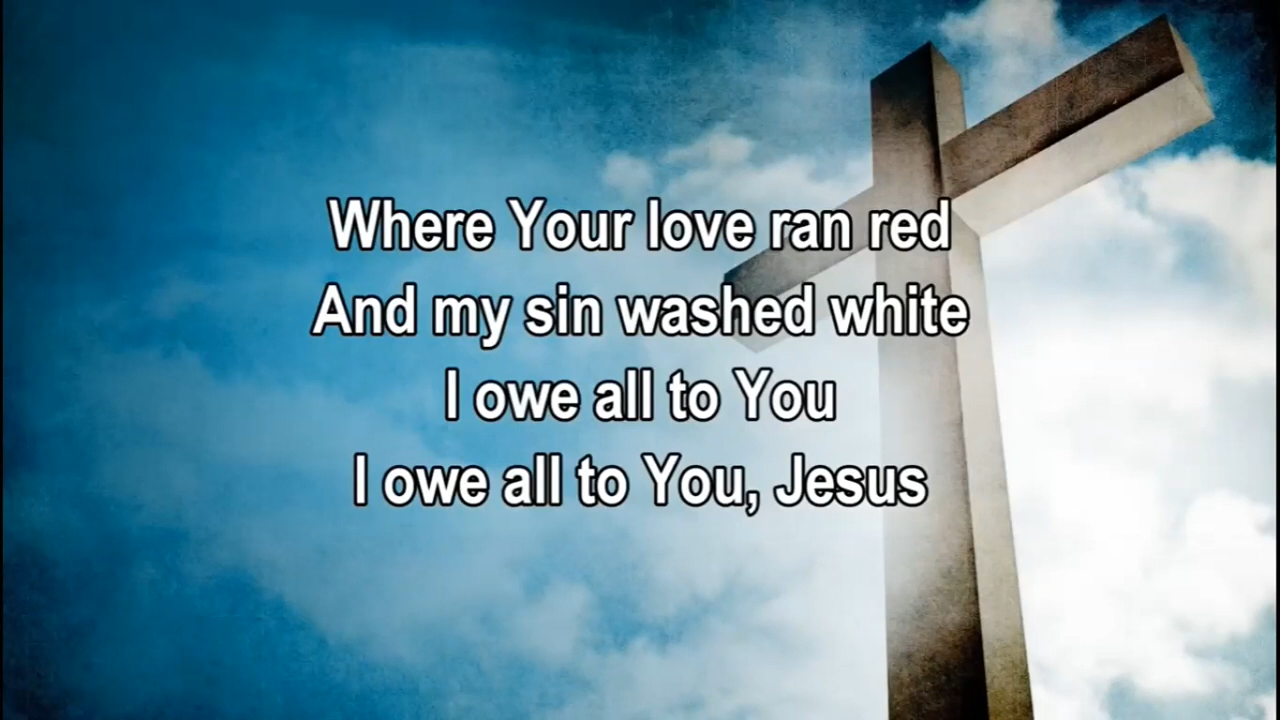 Where Your love ran red
And my sin washed white
I owe all to You
I owe all to You, Jesus